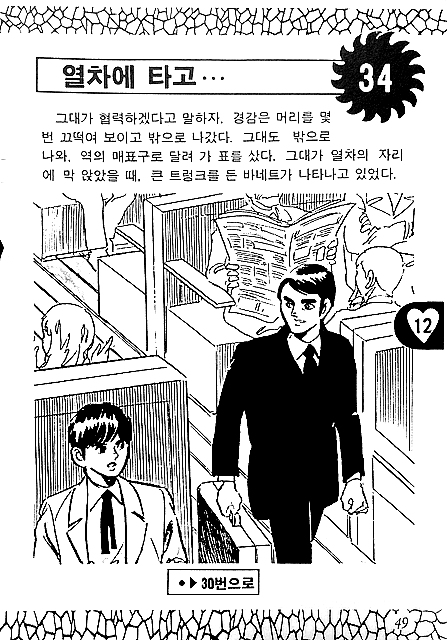 열차에 타고…
34
그대가 협력하겠다고 말하자, 경감은 머리를 몇
번 끄떡여 보이고 밖으로 나갔다. 그대도 밖으로
나와, 역의 매표구로 달려 가 표를 샀다. 그대가 열차의 자리
에 막 앉았을 때, 큰 트렁크를 든 바네트가 나타나고 있었다.
12
●▶30번으로
49